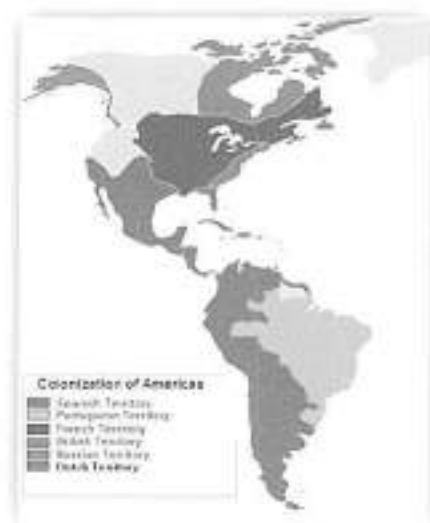 Colonization of Americas
Spanish Territory
Portuguese Territory
French Territory
British Territory
Russian Territory
Dutch Territory